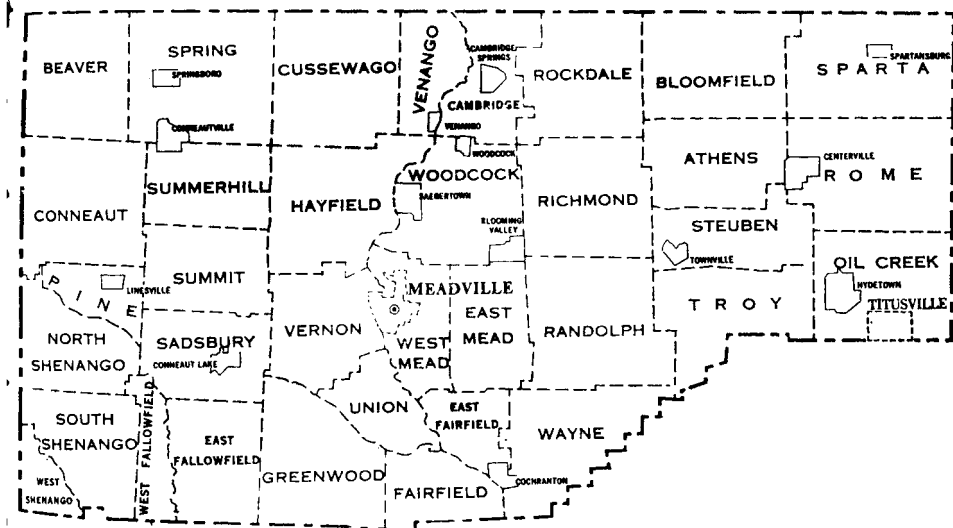 BEAVER
SPRING
SPRINGBORO
CUSSEWAGO
VENANGO
CAMBRIDGE
SPRINGS
CAMBRIDGE
VENANGO
ROCKDALE
BLOOMFIELD
SPARTANSBURG
SPARTA
CONNEAUTVILLE
SUMMERHILL
HAYFIELD
WOODCOCK
WOODCOCK
SAEGERTOWN
BLOOMING
VALLEY
RICHMOND
ATHENS
CENTERVILLE
ROME
STEUBEN
TOWNVILLE
CONNEAUT
PINE
LINESVILLE
SUMMIT
MEADVILLE
VERNON
WEST
MEAD
EAST
MEAD
RANDOLPH
TROY
OIL CREEK
HYDETOWN
TITUSVILLE
NORTH
SHENANGO
SADSBURY
CONNEAUT LAKE
SOUTH
SHENANGO
WEST FALLOWFIELD
EAST
FALLOWFIELD
UNION
EAST
FAIRFIELD
WAYNE
WEST
SHENANGO
GREENWOOD
FAIRFIELD
COCHRANTON